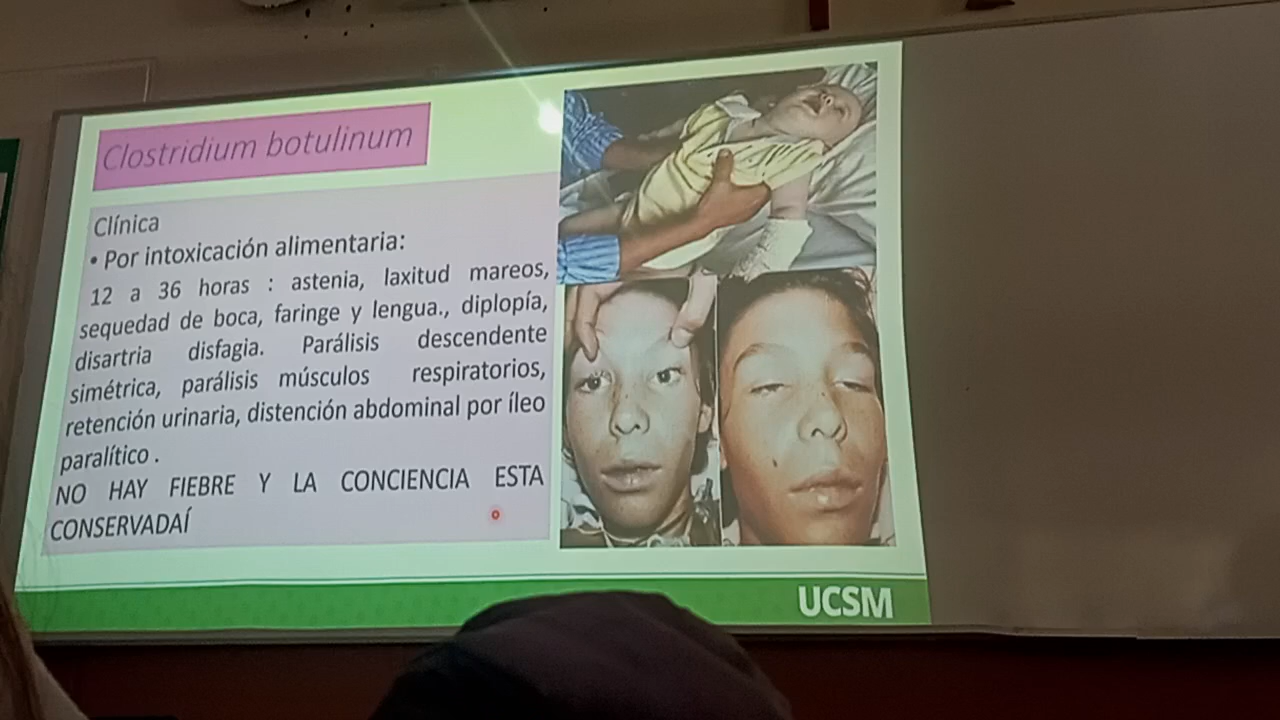 Clostridium botulinum
Clínica
• Por intoxicación alimentaria:
12 a 36 horas : astenia, laxitud mareos,
sequedad de boca, faringe y lengua., diplopía,
disartria disfagia. Parálisis descendente
simétrica, parálisis músculos respiratorios,
retención urinaria, distención abdominal por íleo
paralítico .
NO HAY FIEBRE Y LA CONCIENCIA ESTA
CONSERVADAÍ
UCSM